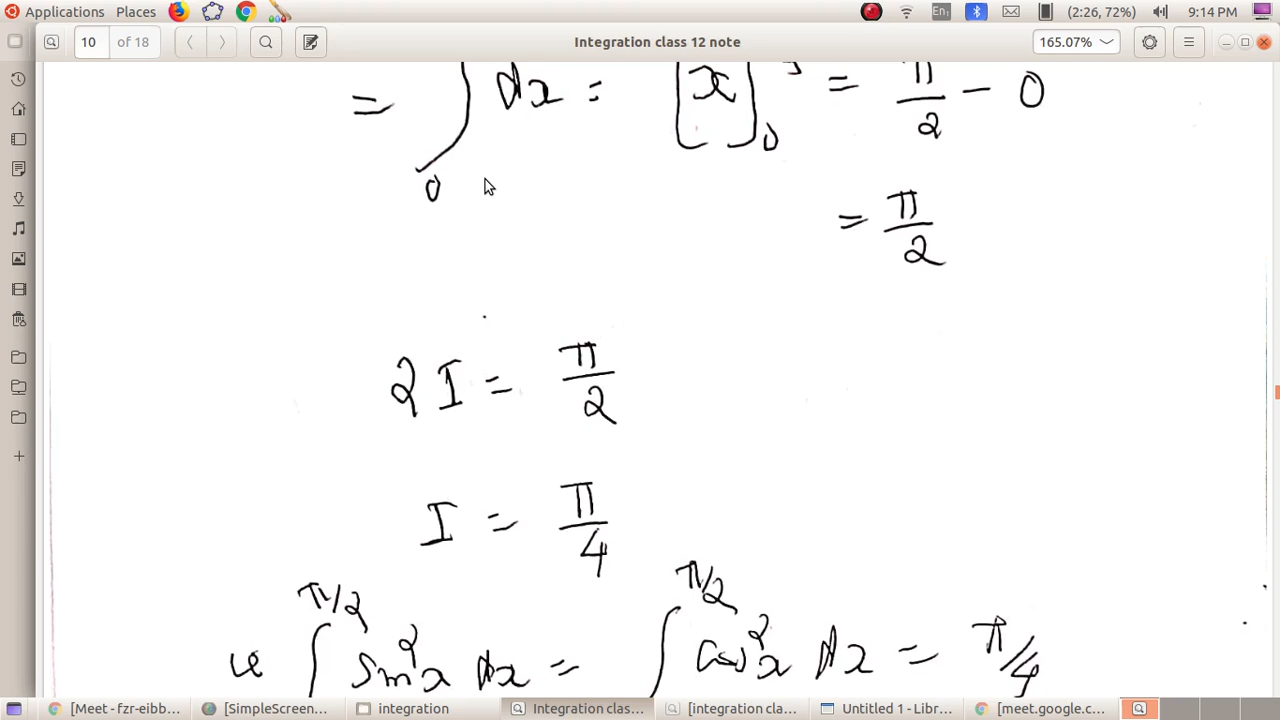 Applications Places En₁ (2:26, 72%) 9:14 PM
10 of 18 Integration class 12 note 165.07%
= ∫₀ dx = [x]₀ = π/2 - 0
= π/2
2I = π/2
I = π/4
ie ∫^π/2 sin²x dx = ∫^π/2 cos²x dx = π/4
[Meet - fzr-eibb... [SimpleScreen... integration Integration clas... [integration cla... Untitled 1 - Libr... [meet.google.c...